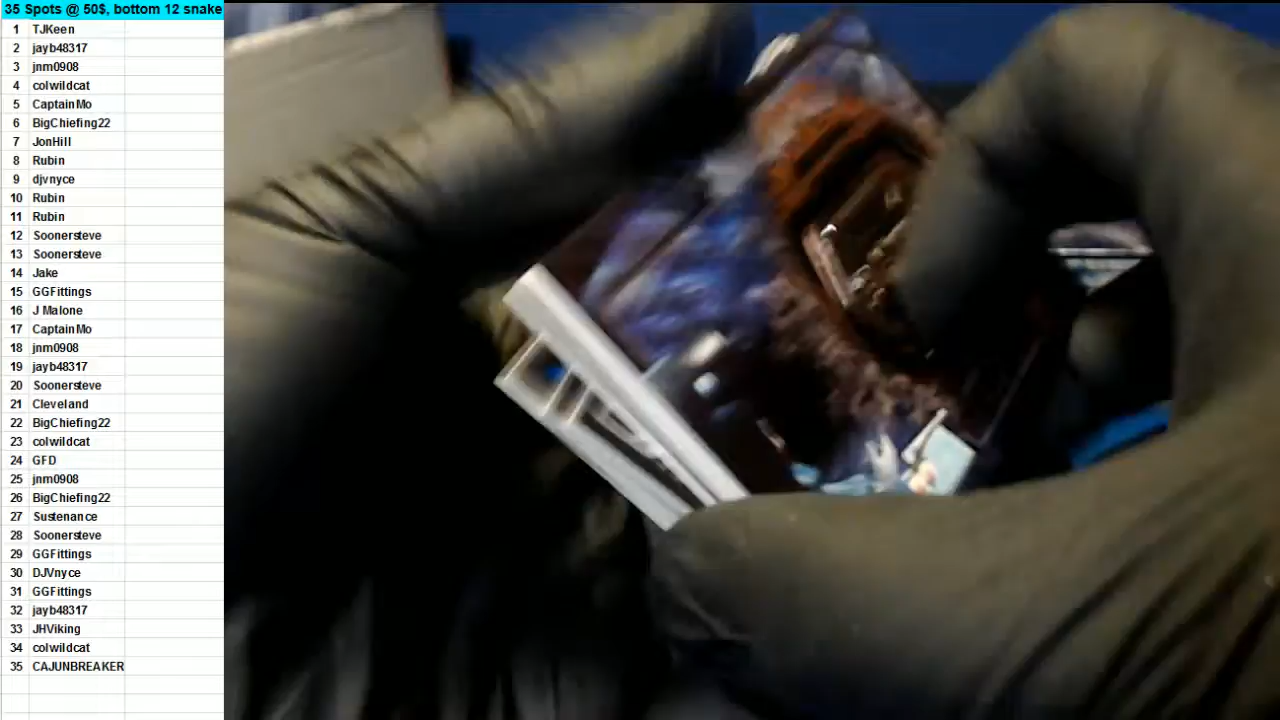 35 Spots @ 50$, bottom 12 snake
1 TJKeen
2 jayb48317
3 jnm0908
4 colwildcat
5 CaptainMo
6 BigChiefing22
7 JonHill
8 Rubin
9 djvnyce
10 Rubin
11 Rubin
12 Soonersteve
13 Soonersteve
14 Jake
15 GGFittings
16 J Malone
17 CaptainMo
18 jnm0908
19 jayb48317
20 Soonersteve
21 Cleveland
22 BigChiefing22
23 colwildcat
24 GFD
25 jnm0908
26 BigChiefing22
27 Sustenance
28 Soonersteve
29 GGFittings
30 DJVnyce
31 GGFittings
32 jayb48317
33 JHViking
34 colwildcat
35 CAJUNBREAKER